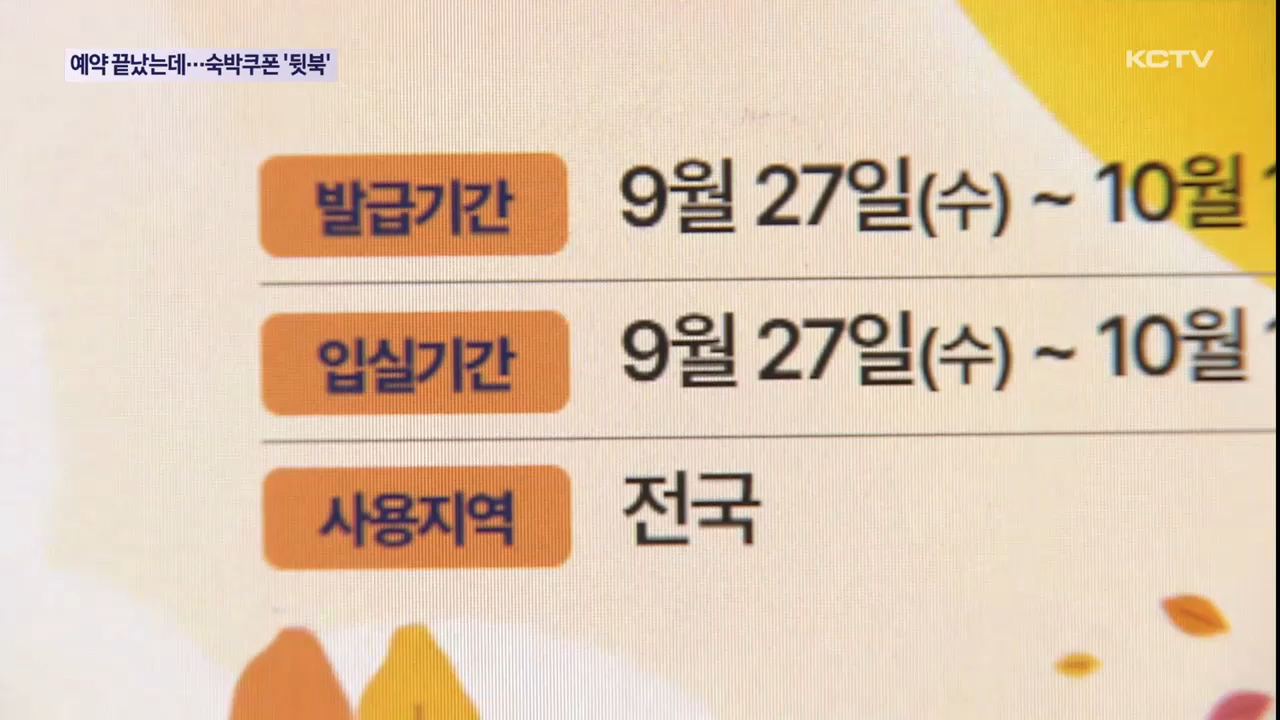 예약 끝났는데…숙박쿠폰 '뒷북'
KCTV
발급기간 9월 27일(수) ~ 10월
입실기간 9월 27일(수) ~ 10월
사용지역 전국